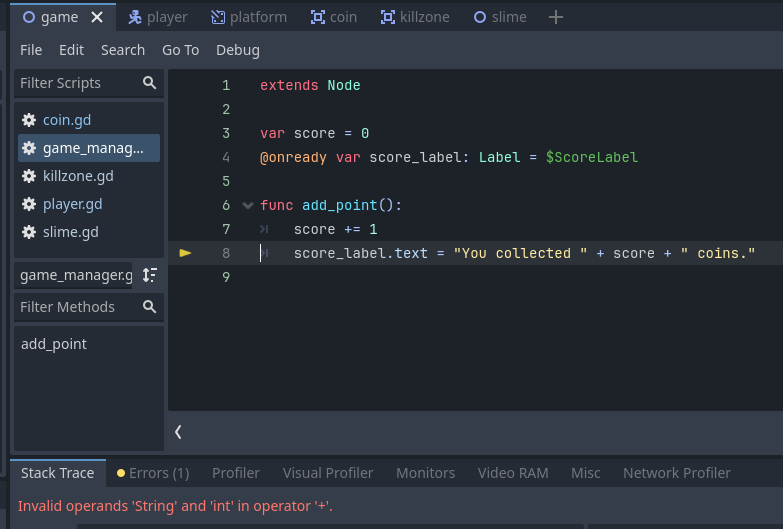 game player platform coin killzone slime
File Edit Search Go To Debug
Filter Scripts
coin.gd
game_manag...
killzone.gd
player.gd
slime.gd
game_manager.g
Filter Methods
add_point
1 extends Node
2
3 var score = 0
4 @onready var score_label: Label = $ScoreLabel
5
6 func add_point():
7 score += 1
8 score_label.text = "You collected " + score + " coins."
9
Stack Trace Errors (1) Profiler Visual Profiler Monitors Video RAM Misc Network Profiler
Invalid operands 'String' and 'int' in operator '+'.